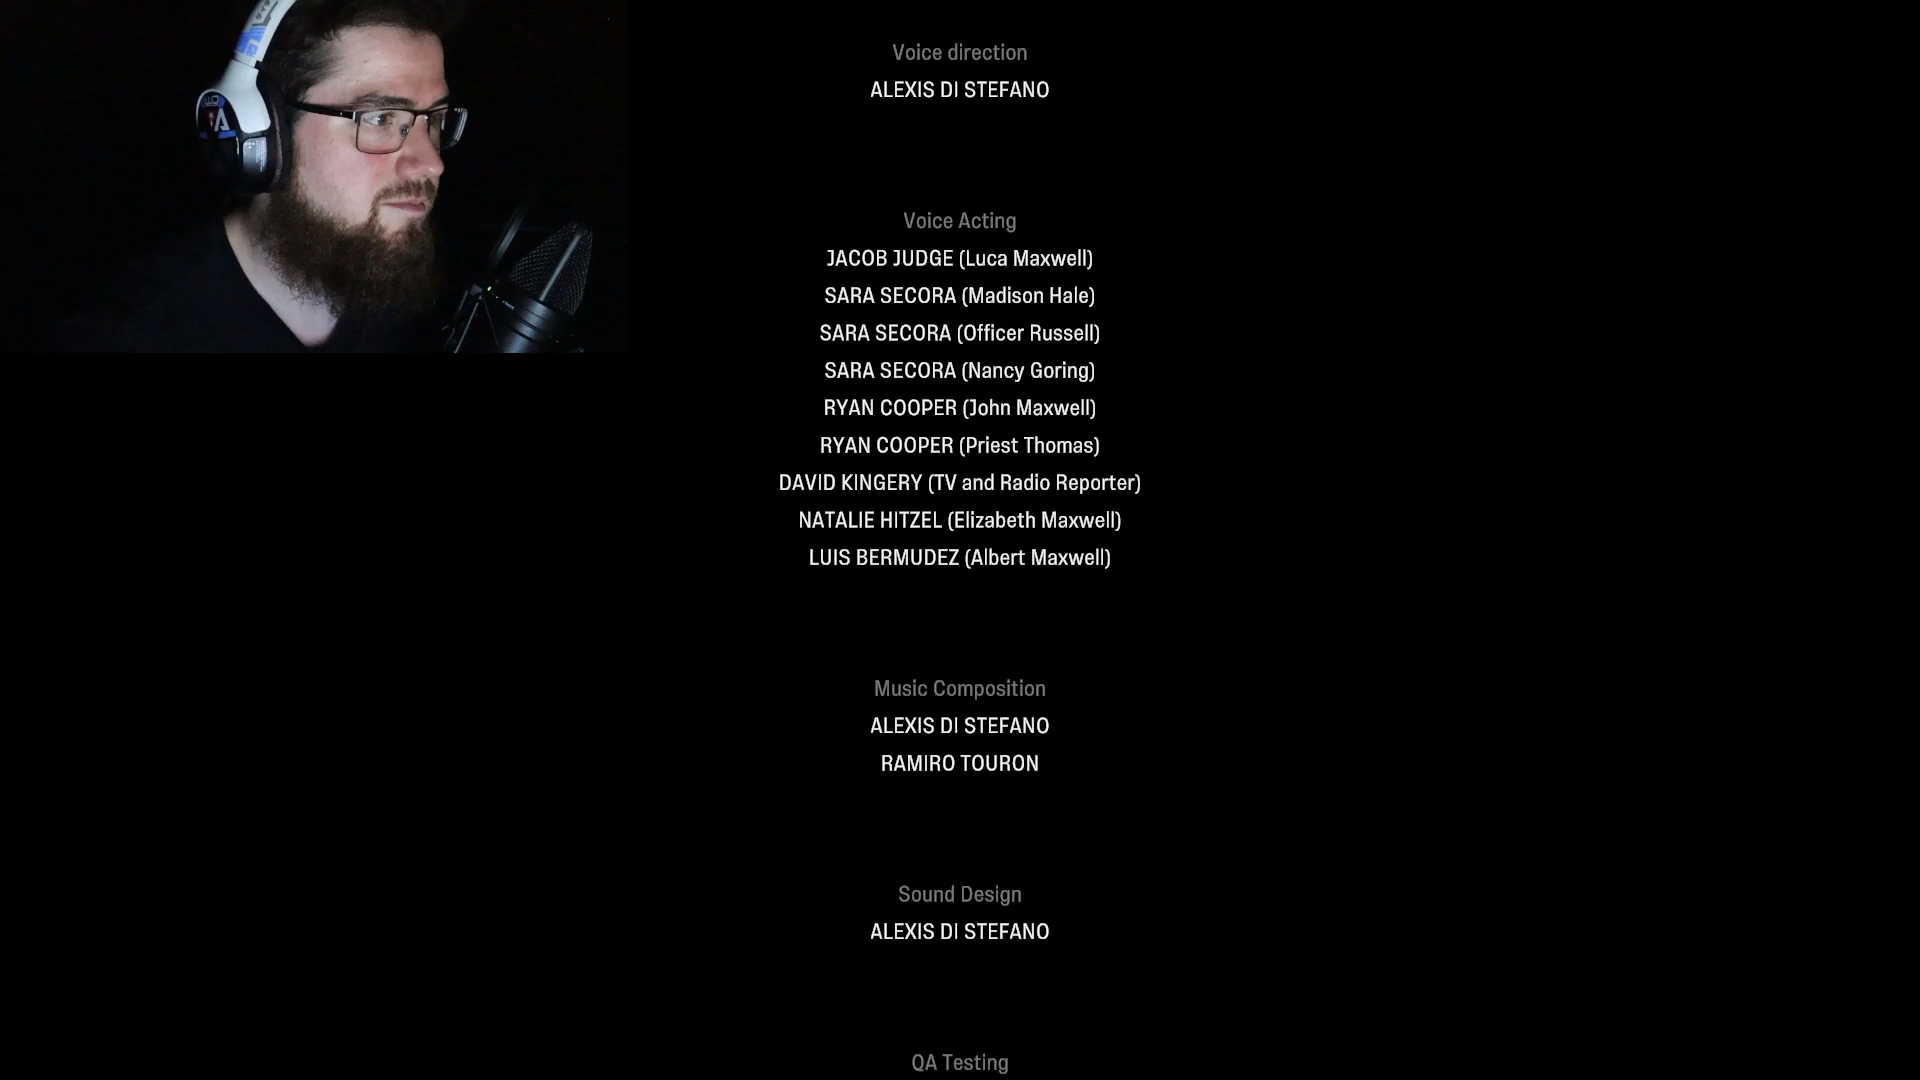 Voice direction
ALEXIS DI STEFANO
Voice Acting
JACOB JUDGE (Luca Maxwell)
SARA SECORA (Madison Hale)
SARA SECORA (Officer Russell)
SARA SECORA (Nancy Goring)
RYAN COOPER (John Maxwell)
RYAN COOPER (Priest Thomas)
DAVID KINGERY (TV and Radio Reporter)
NATALIE HITZEL (Elizabeth Maxwell)
LUIS BERMUDEZ (Albert Maxwell)
Music Composition
ALEXIS DI STEFANO
RAMIRO TOURON
Sound Design
ALEXIS DI STEFANO
QA Testing